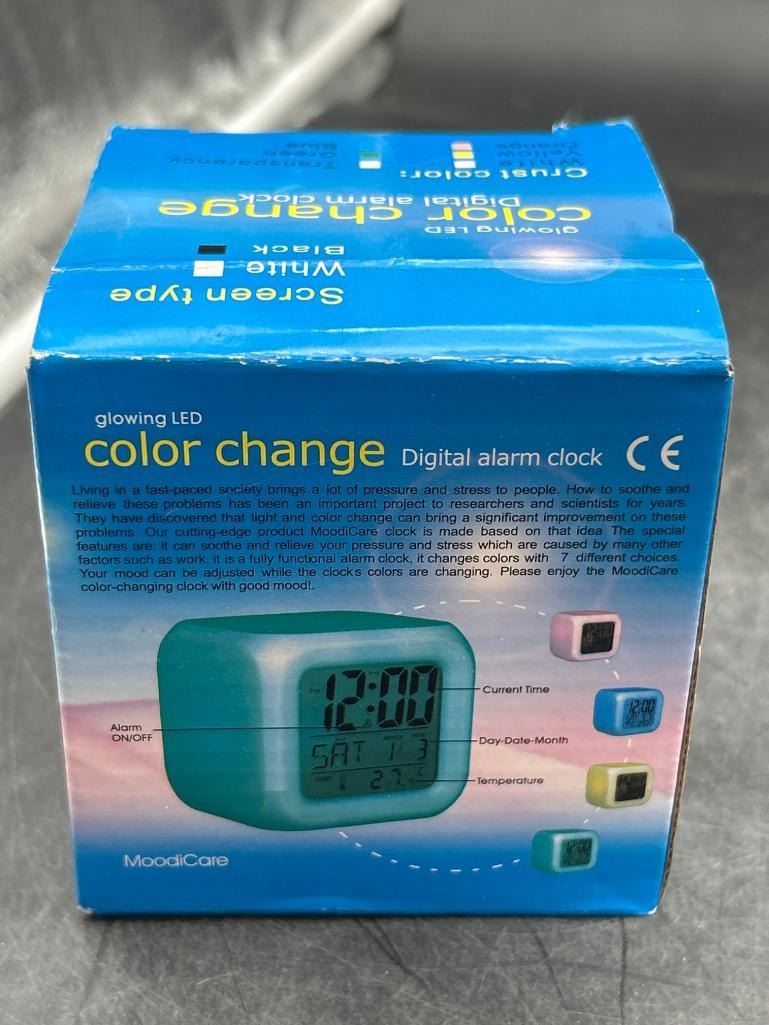 Crust color:
White
Yellow
Orange
Transparency
Green
Blue
glowing LED
color change
Digital alarm clock
Screen type
White
Black
glowing LED
color change Digital alarm clock CE
Living in a fast-paced society brings a lot of pressure and stress to people. How to soothe and
relieve these problems has been an important project to researchers and scientists for years
They have discovered that light and color change can bring a significant improvement on these
problems. Our cutting-edge product MoodiCare clock is made based on that idea The special
features are: it can soothe and relieve your pressure and stress which are caused by many other
factors such as work, it is a fully functional alarm clock, it changes colors with 7 different choices.
Your mood can be adjusted while the clocks colors are changing. Please enjoy the MoodiCare
color-changing clock with good mood!.
PM 12:00
Current Time
Alarm
ON/OFF
SAT 1 3
Day-Date-Month
TEMP 27 °C
Temperature
12:00
12:00
MoodiCare